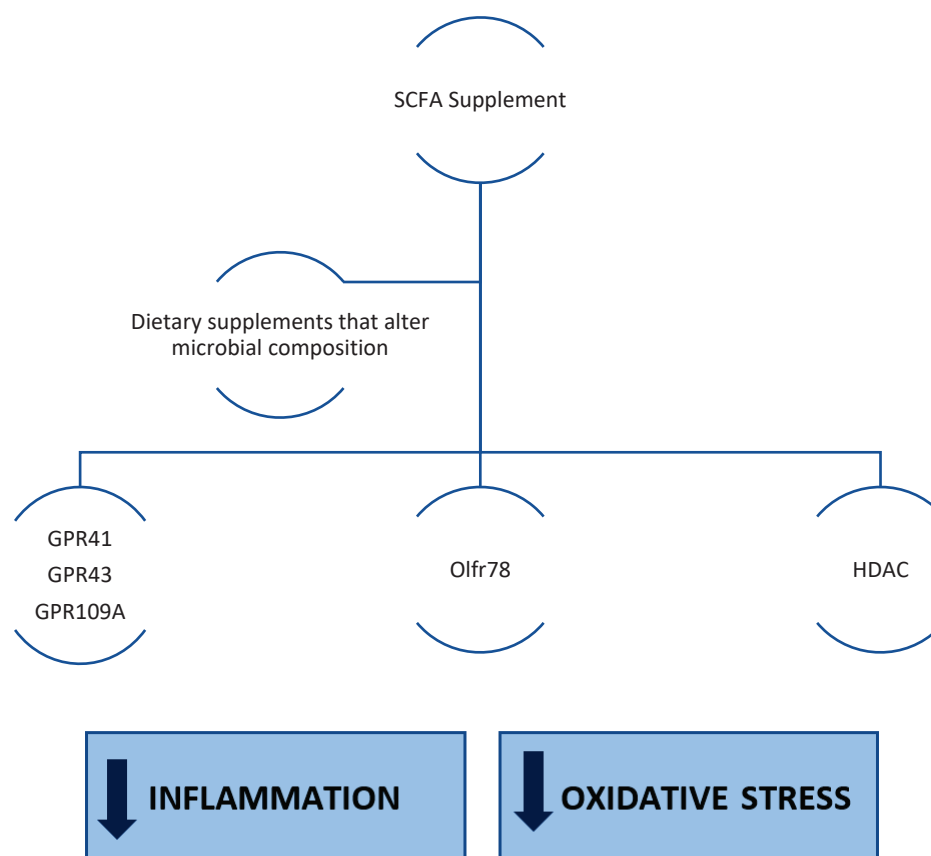 SCFA Supplement
Dietary supplements that alter
microbial composition
GPR41
GPR43
GPR109A
Olfr78
HDAC
INFLAMMATION
OXIDATIVE STRESS